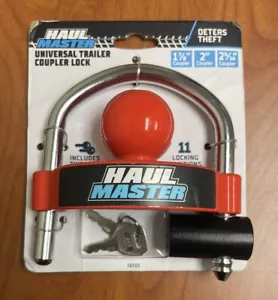 HAUL
MASTER
UNIVERSAL TRAILER
COUPLER LOCK
DETERS
THEFT
1⅞"
Coupler
2"
Coupler
2 5/16"
Coupler
INCLUDES
11
LOCKING
HAUL
MASTER